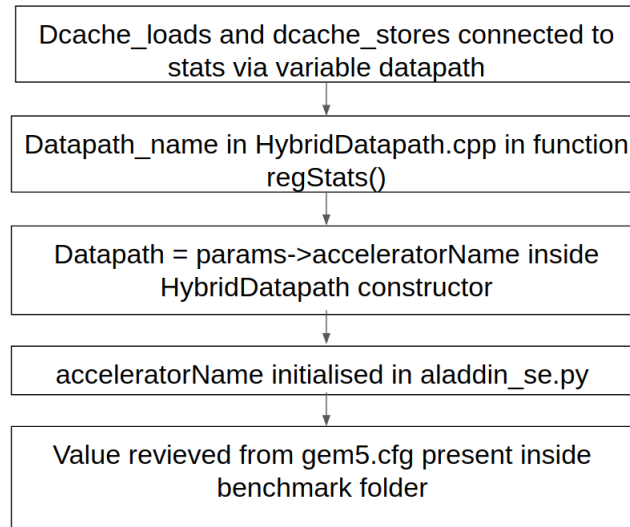 Dcache_loads and dcache_stores connected to
stats via variable datapath
Datapath_name in HybridDatapath.cpp in function
regStats()
Datapath = params->acceleratorName inside
HybridDatapath constructor
acceleratorName initialised in aladdin_se.py
Value revieved from gem5.cfg present inside
benchmark folder